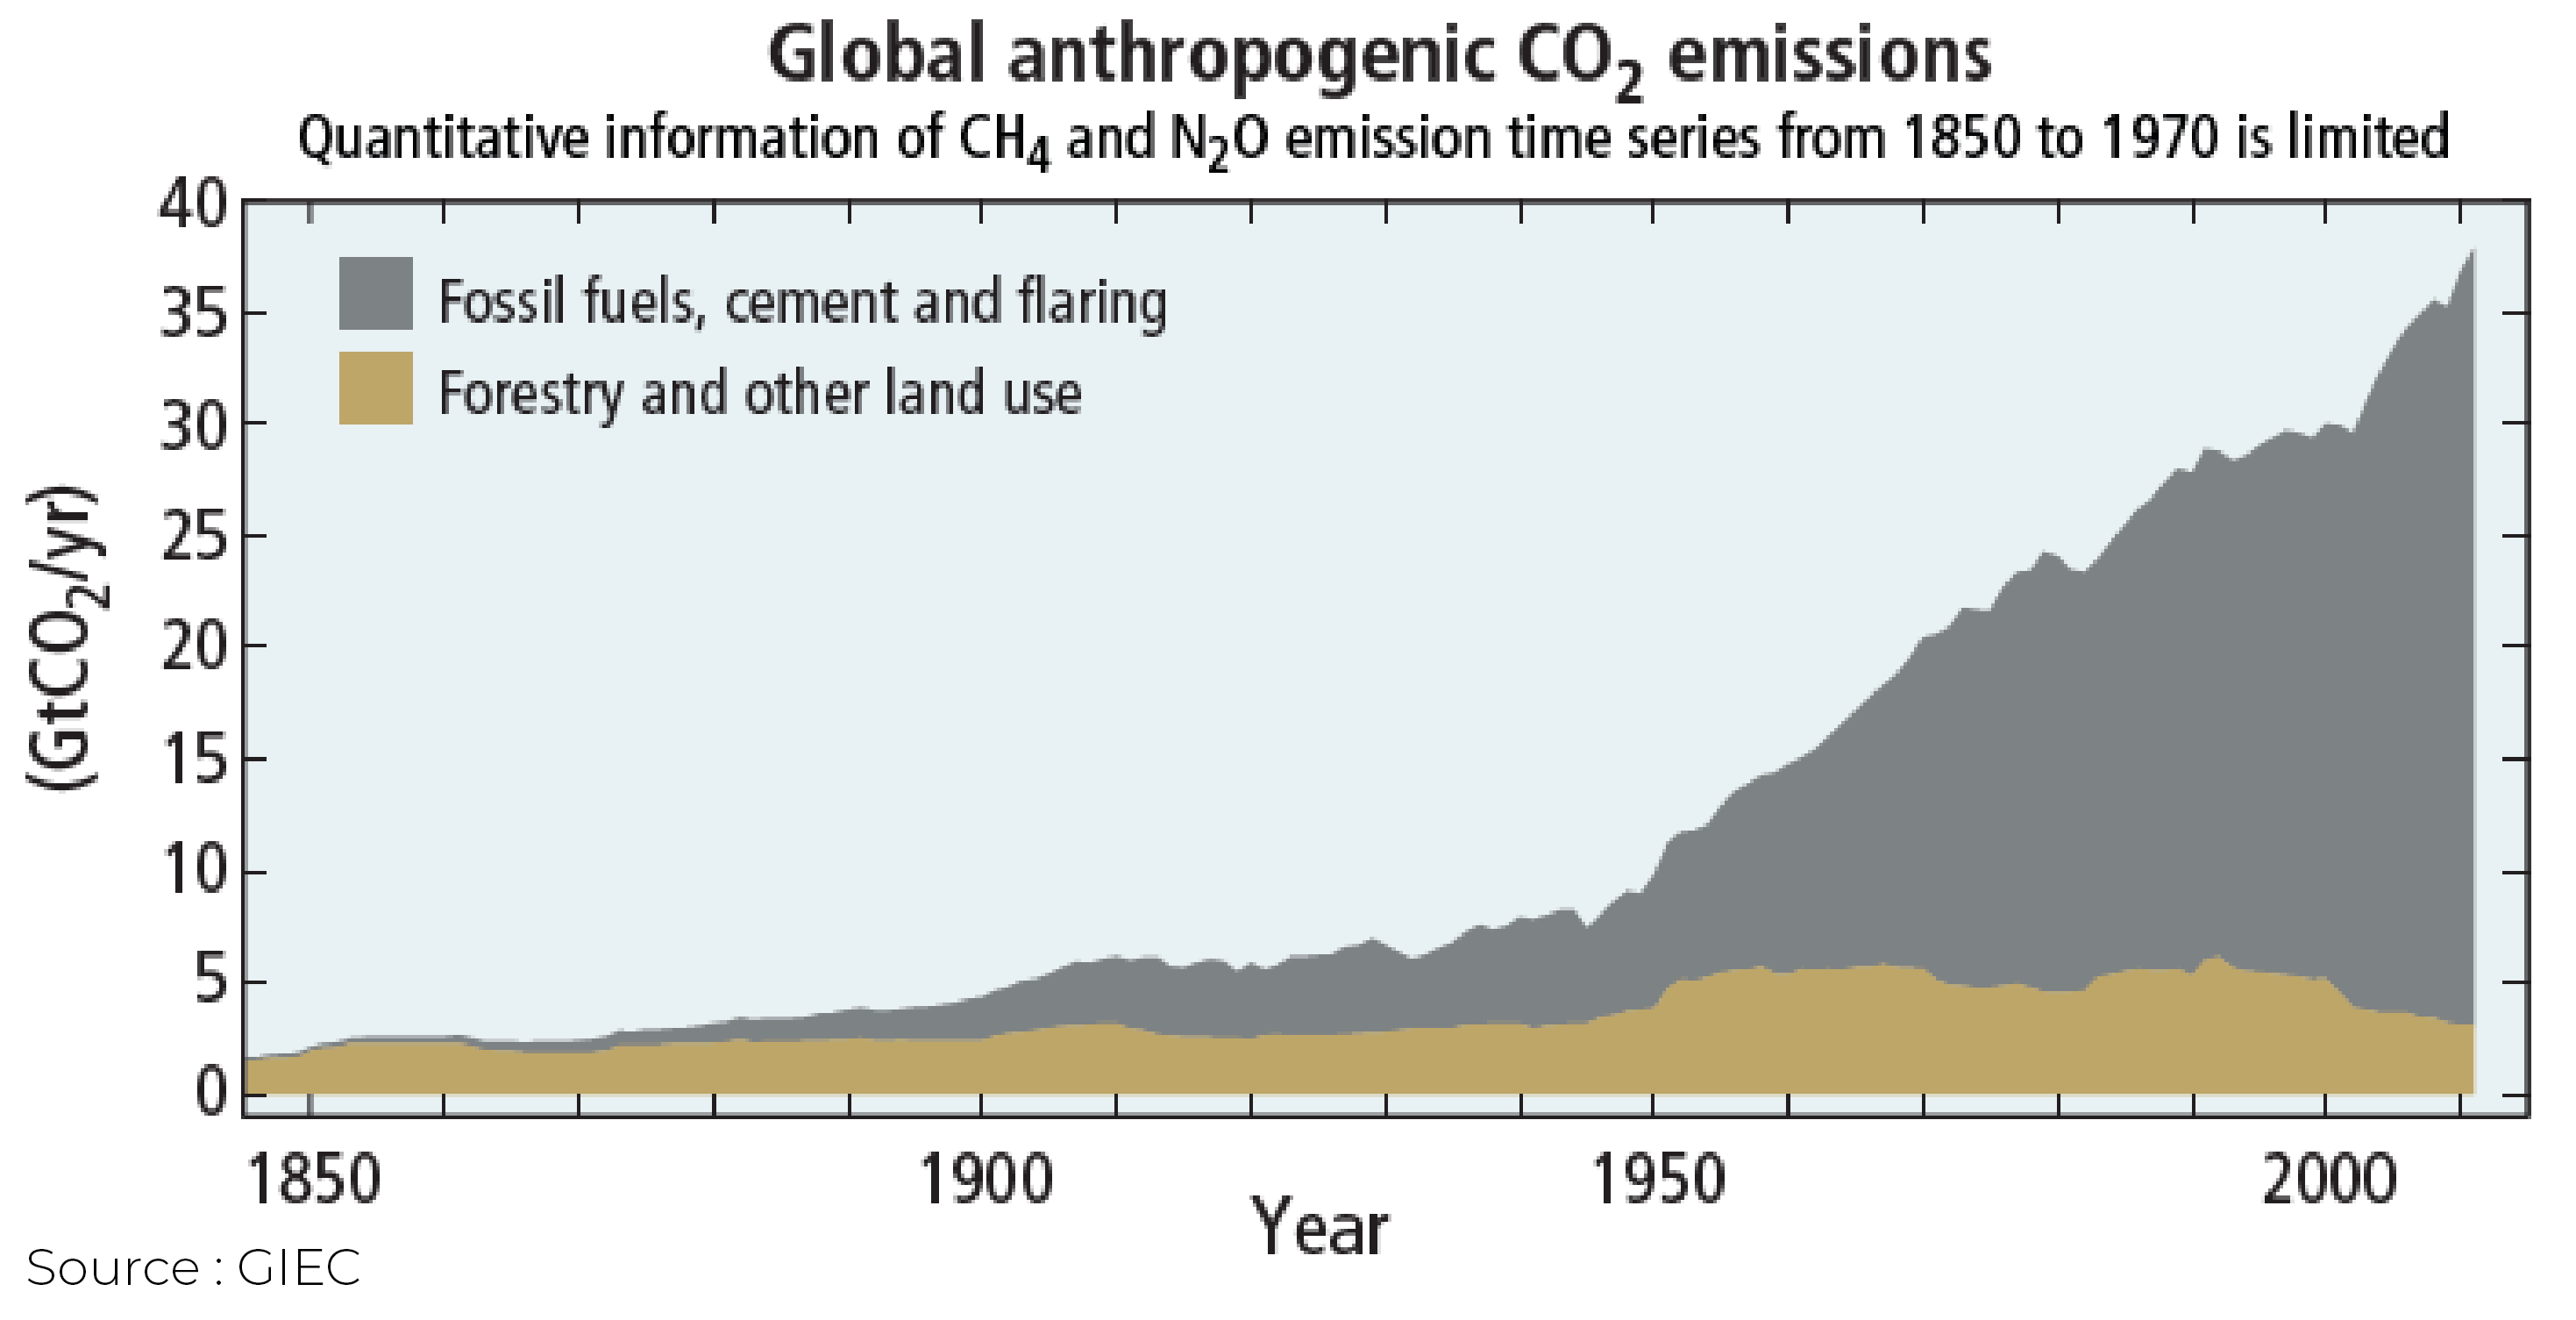 Global anthropogenic CO₂ emissions
Quantitative information of CH₄ and N₂O emission time series from 1850 to 1970 is limited
40
35
30
25
20
15
10
5
0
(GtCO₂/yr)
Fossil fuels, cement and flaring
Forestry and other land use
1850 1900 1950 2000
Year
Source : GIEC